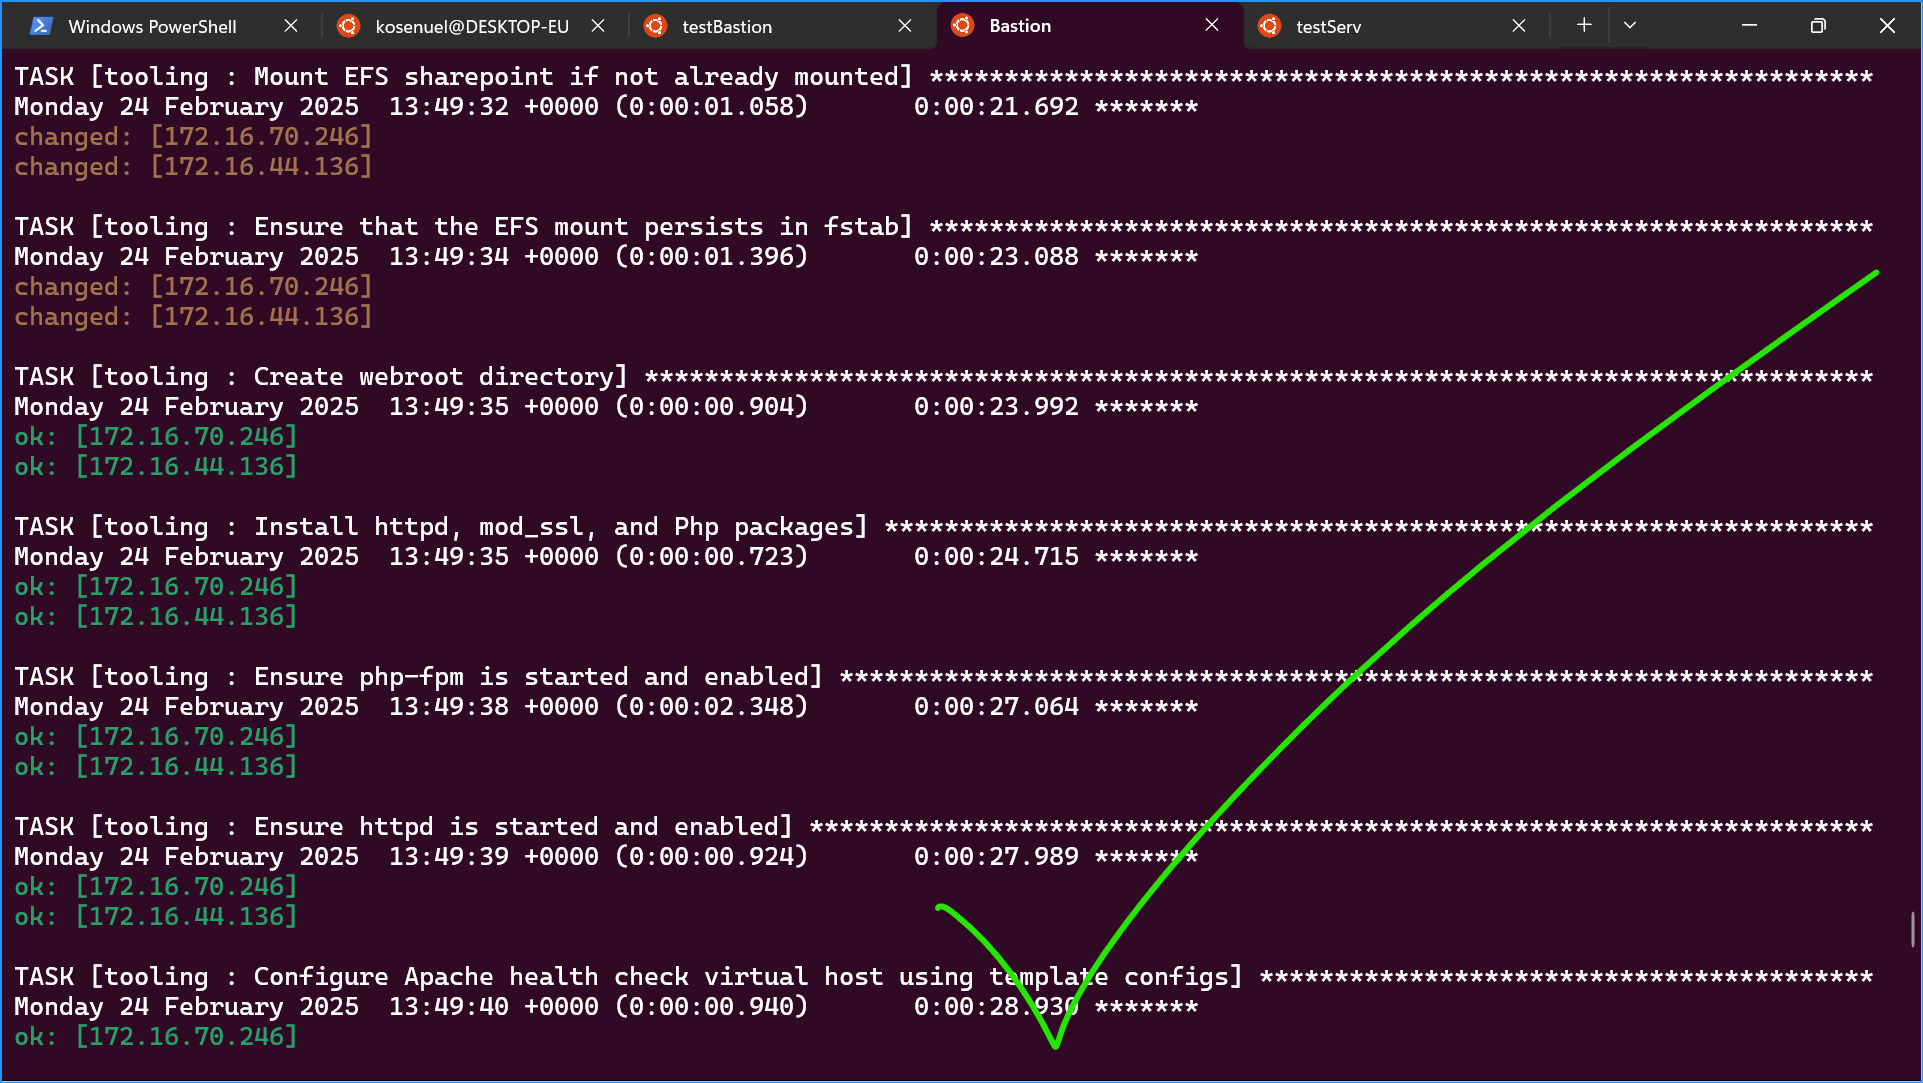 Windows PowerShell
kosenuel@DESKTOP-EU
testBastion
Bastion
testServ
TASK [tooling : Mount EFS sharepoint if not already mounted] ***************************************************************
Monday 24 February 2025  13:49:32 +0000 (0:00:01.058)       0:00:21.692 *******
changed: [172.16.70.246]
changed: [172.16.44.136]
TASK [tooling : Ensure that the EFS mount persists in fstab] ***************************************************************
Monday 24 February 2025  13:49:34 +0000 (0:00:01.396)       0:00:23.088 *******
changed: [172.16.70.246]
changed: [172.16.44.136]
TASK [tooling : Create webroot directory] **********************************************************************************
Monday 24 February 2025  13:49:35 +0000 (0:00:00.904)       0:00:23.992 *******
ok: [172.16.70.246]
ok: [172.16.44.136]
TASK [tooling : Install httpd, mod_ssl, and Php packages] ******************************************************************
Monday 24 February 2025  13:49:35 +0000 (0:00:00.723)       0:00:24.715 *******
ok: [172.16.70.246]
ok: [172.16.44.136]
TASK [tooling : Ensure php-fpm is started and enabled] *********************************************************************
Monday 24 February 2025  13:49:38 +0000 (0:00:02.348)       0:00:27.064 *******
ok: [172.16.70.246]
ok: [172.16.44.136]
TASK [tooling : Ensure httpd is started and enabled] ***********************************************************************
Monday 24 February 2025  13:49:39 +0000 (0:00:00.924)       0:00:27.989 *******
ok: [172.16.70.246]
ok: [172.16.44.136]
TASK [tooling : Configure Apache health check virtual host using template configs] *****************************************
Monday 24 February 2025  13:49:40 +0000 (0:00:00.940)       0:00:28.930 *******
ok: [172.16.70.246]